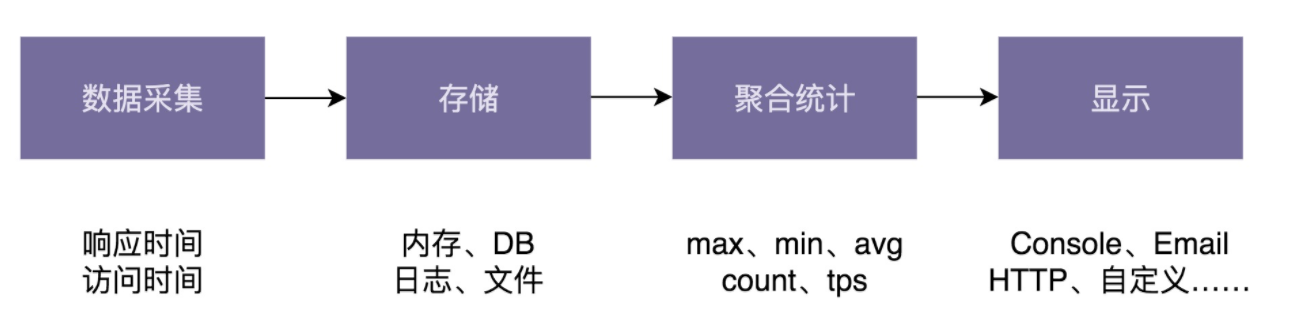 数据采集
存储
聚合统计
显示
响应时间
访问时间
内存、DB
日志、文件
max、min、avg
count、tps
Console、Email
HTTP、自定义……